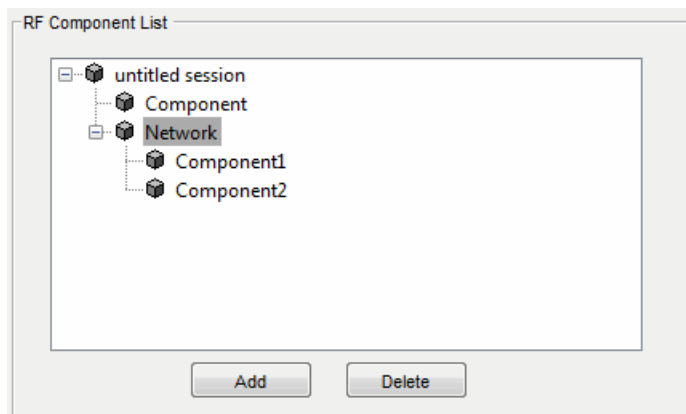 RF Component List
untitled session
Component
Network
Component1
Component2
Add Delete